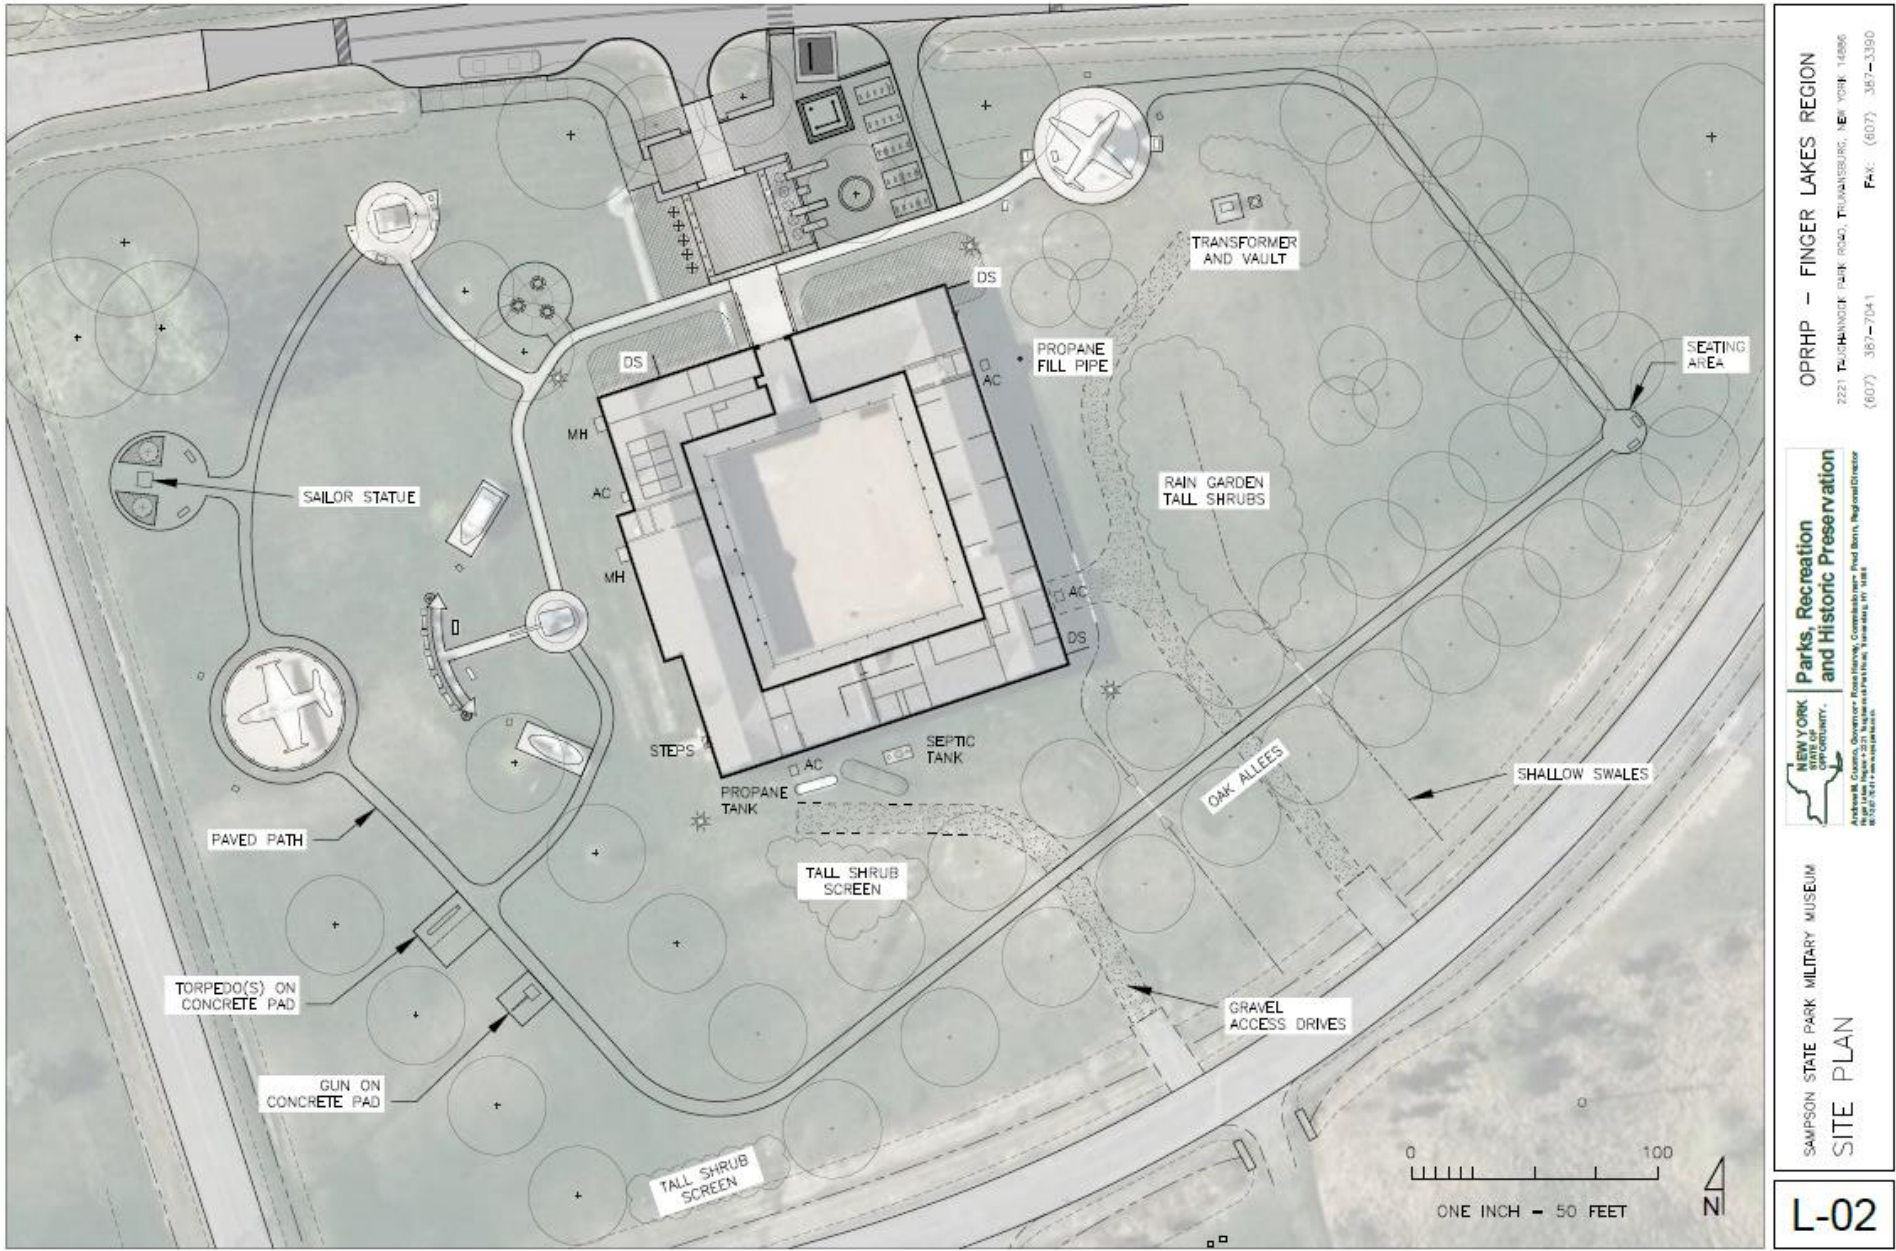 TRANSFORMER
AND VAULT
DS
DS
PROPANE
FILL PIPE
AC
SEATING
AREA
MH
AC
SAILOR STATUE
RAIN GARDEN
TALL SHRUBS
MH
AC
DS
STEPS
SEPTIC
TANK
AC
PROPANE
TANK
OAK ALLEES
SHALLOW SWALES
PAVED PATH
TALL SHRUB
SCREEN
TORPEDO(S) ON
CONCRETE PAD
GRAVEL
ACCESS DRIVES
GUN ON
CONCRETE PAD
TALL SHRUB
SCREEN
0 100
ONE INCH = 50 FEET
N
OPRHP – FINGER LAKES REGION
2221 TAUGHANNOCK PARK ROAD, TRUMANSBURG, NEW YORK 14886
(607) 387-7041 FAX: (607) 387-3390
NEW YORK
STATE OF
OPPORTUNITY.
Parks, Recreation
and Historic Preservation
SAMPSON STATE PARK MILITARY MUSEUM
SITE PLAN
L-02